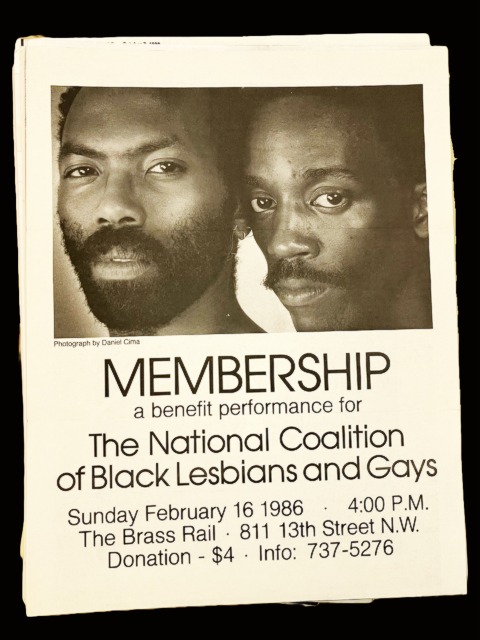 Photograph by Daniel Cima
MEMBERSHIP
a benefit performance for
The National Coalition
of Black Lesbians and Gays
Sunday February 16 1986 · 4:00 P.M.
The Brass Rail · 811 13th Street N.W.
Donation - $4 · Info: 737-5276